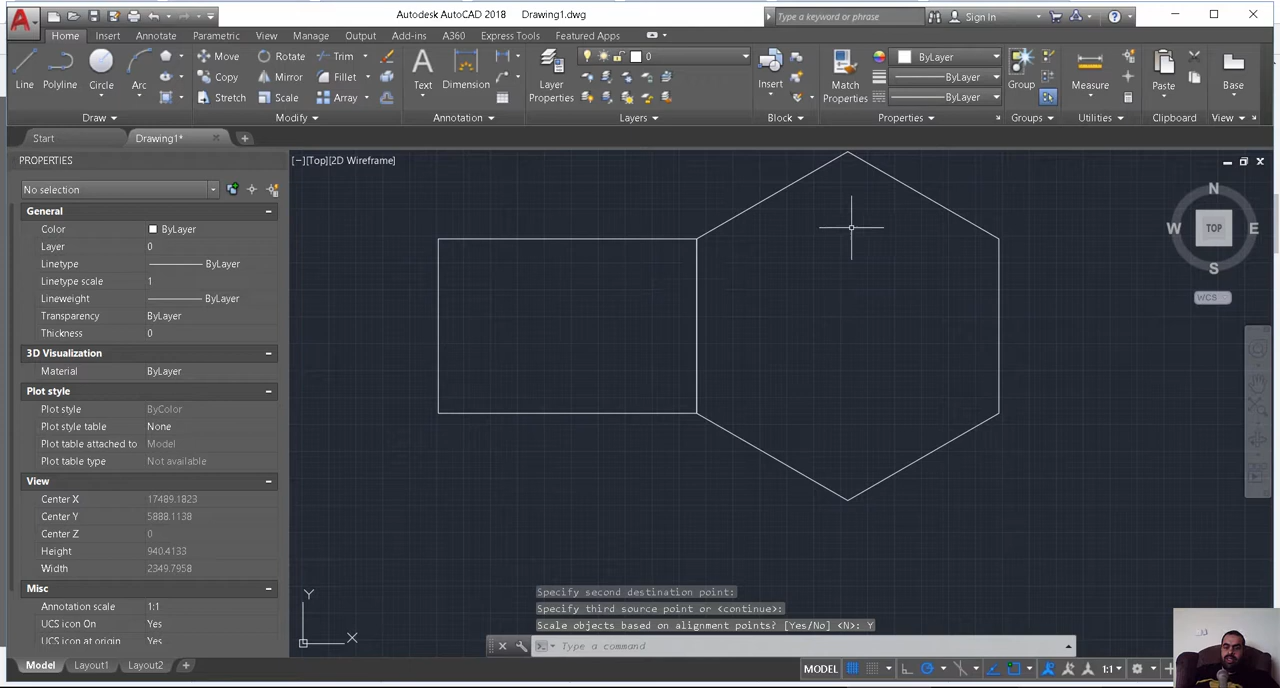 Autodesk AutoCAD 2018 Drawing1.dwg
Type a keyword or phrase
Sign In
Home Insert Annotate Parametric View Manage Output Add-ins A360 Express Tools Featured Apps
Line Polyline Circle Arc
Move Rotate Trim
Copy Mirror Fillet
Stretch Scale Array
Text Dimension
Layer Properties
0
Insert
Match Properties
ByLayer
ByLayer
ByLayer
Group
Measure
Paste
Base
Draw Modify Annotation Layers Block Properties Groups Utilities Clipboard View
Start Drawing1*
PROPERTIES
[−][Top][2D Wireframe]
No selection
General
Color ByLayer
Layer 0
Linetype ByLayer
Linetype scale 1
Lineweight ByLayer
Transparency ByLayer
Thickness 0
3D Visualization
Material ByLayer
Plot style
Plot style ByColor
Plot style table None
Plot table attached to Model
Plot table type Not available
View
Center X 17489.1823
Center Y 5888.1138
Center Z 0
Height 940.4133
Width 2349.7958
Misc
Annotation scale 1:1
UCS icon On Yes
UCS icon at origin Yes
N
W TOP E
S
WCS
Y
X
Specify second destination point:
Specify third source point or <continue>:
Scale objects based on alignment points? [Yes/No] <N>: Y
Type a command
Model Layout1 Layout2
MODEL 1:1